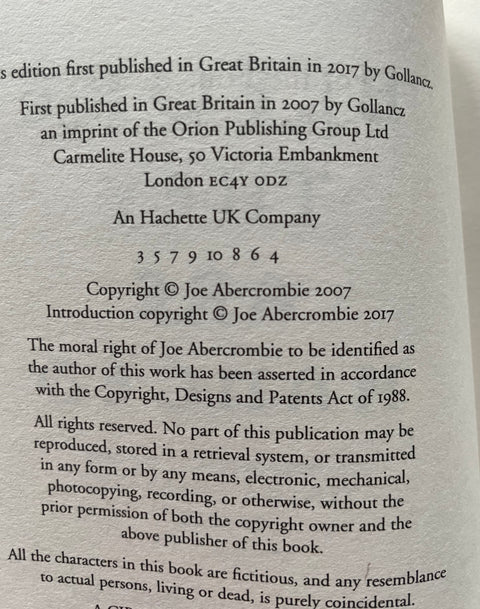 s edition first published in Great Britain in 2017 by Gollancz.
First published in Great Britain in 2007 by Gollancz
an imprint of the Orion Publishing Group Ltd
Carmelite House, 50 Victoria Embankment
London EC4Y 0DZ
An Hachette UK Company
3 5 7 9 10 8 6 4
Copyright © Joe Abercrombie 2007
Introduction copyright © Joe Abercrombie 2017
The moral right of Joe Abercrombie to be identified as
the author of this work has been asserted in accordance
with the Copyright, Designs and Patents Act of 1988.
All rights reserved. No part of this publication may be
reproduced, stored in a retrieval system, or transmitted
in any form or by any means, electronic, mechanical,
photocopying, recording, or otherwise, without the
prior permission of both the copyright owner and the
above publisher of this book.
All the characters in this book are fictitious, and any resemblance
to actual persons, living or dead, is purely coincidental.